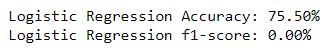 Logistic Regression Accuracy: 75.50%
Logistic Regression f1-score: 0.00%